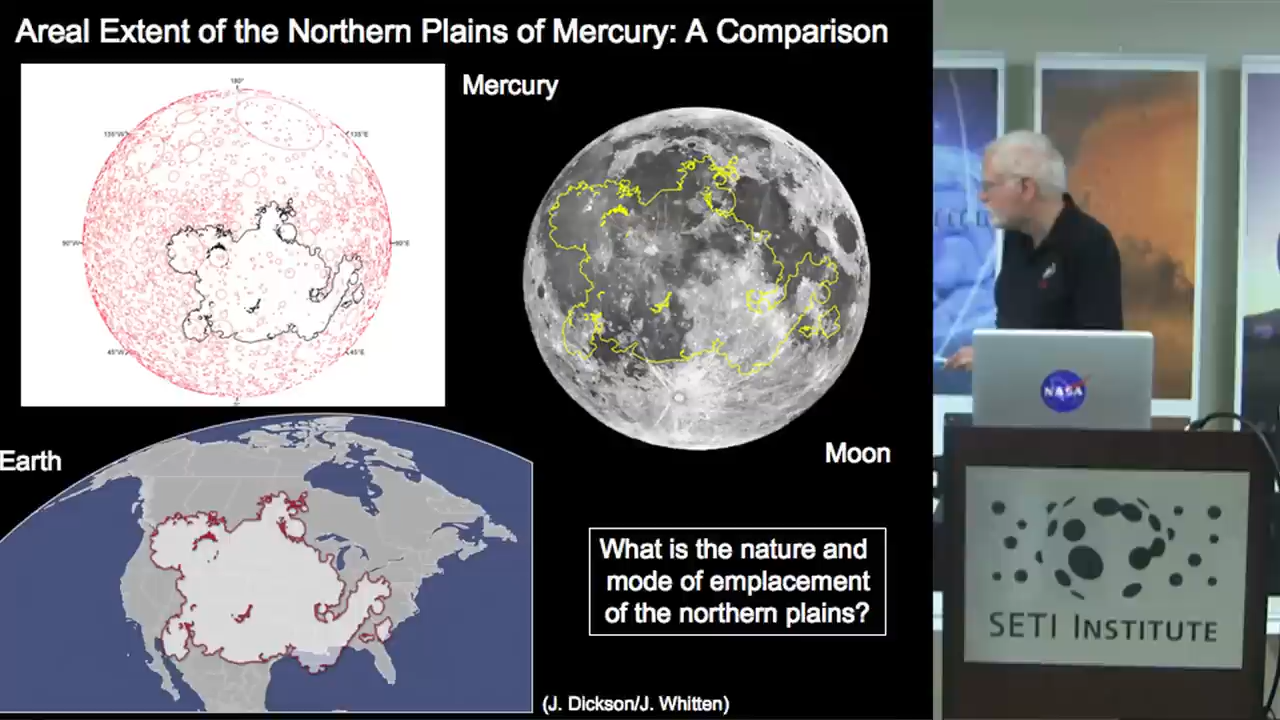 Areal Extent of the Northern Plains of Mercury: A Comparison
Mercury
180°
135°W
135°E
90°W
90°E
45°W
45°E
0°
Earth
Moon
What is the nature and
mode of emplacement
of the northern plains?
(J. Dickson/J. Whitten)
NASA
SETI INSTITUTE